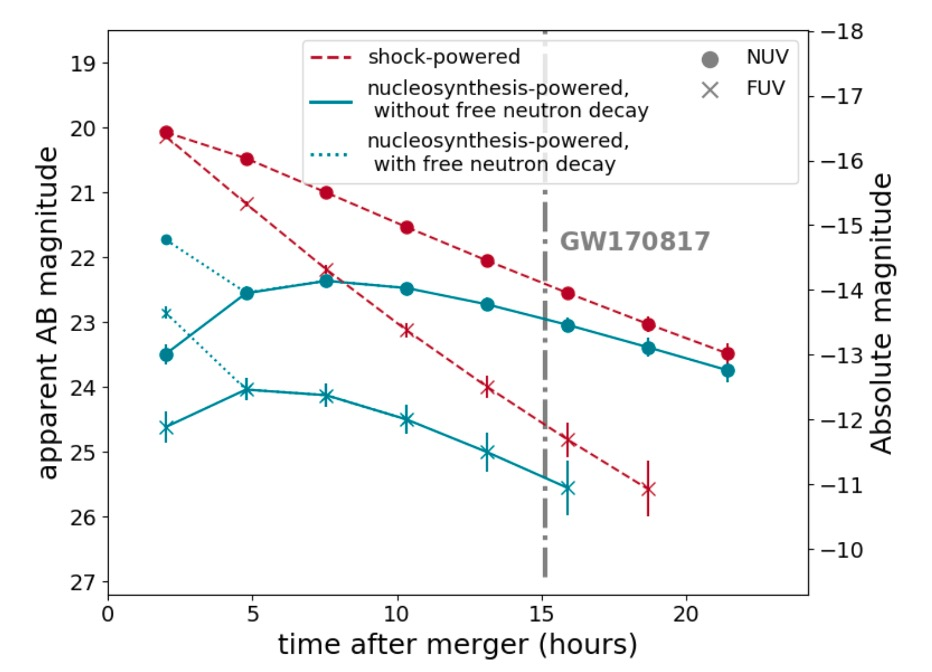 shock-powered
nucleosynthesis-powered,
without free neutron decay
nucleosynthesis-powered,
with free neutron decay
NUV
FUV
GW170817
apparent AB magnitude
19
20
21
22
23
24
25
26
27
−18
−17
−16
−15
−14
−13
−12
−11
−10
Absolute magnitude
0
5
10
15
20
time after merger (hours)